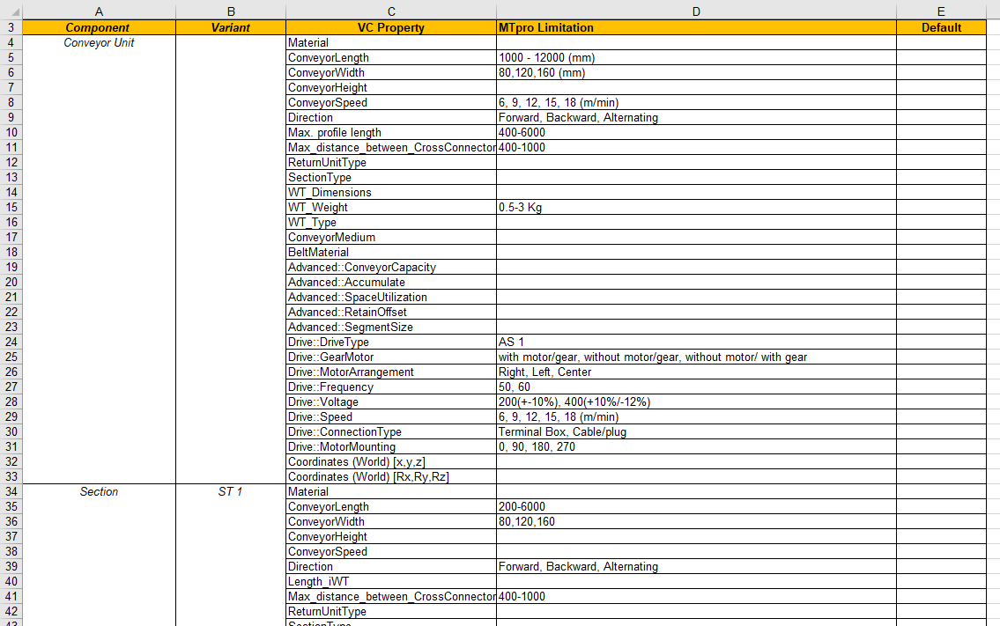 A B C D E
3 Component Variant VC Property MTpro Limitation Default
4 Conveyor Unit Material
5 ConveyorLength 1000 - 12000 (mm)
6 ConveyorWidth 80,120,160 (mm)
7 ConveyorHeight
8 ConveyorSpeed 6, 9, 12, 15, 18 (m/min)
9 Direction Forward, Backward, Alternating
10 Max. profile length 400-6000
11 Max_distance_between_CrossConnector 400-1000
12 ReturnUnitType
13 SectionType
14 WT_Dimensions
15 WT_Weight 0.5-3 Kg
16 WT_Type
17 ConveyorMedium
18 BeltMaterial
19 Advanced::ConveyorCapacity
20 Advanced::Accumulate
21 Advanced::SpaceUtilization
22 Advanced::RetainOffset
23 Advanced::SegmentSize
24 Drive::DriveType AS 1
25 Drive::GearMotor with motor/gear, without motor/gear, without motor/ with gear
26 Drive::MotorArrangement Right, Left, Center
27 Drive::Frequency 50, 60
28 Drive::Voltage 200(+-10%), 400(+10%/-12%)
29 Drive::Speed 6, 9, 12, 15, 18 (m/min)
30 Drive::ConnectionType Terminal Box, Cable/plug
31 Drive::MotorMounting 0, 90, 180, 270
32 Coordinates (World) [x,y,z]
33 Coordinates (World) [Rx,Ry,Rz]
34 Section ST 1 Material
35 ConveyorLength 200-6000
36 ConveyorWidth 80,120,160
37 ConveyorHeight
38 ConveyorSpeed
39 Direction Forward, Backward, Alternating
40 Length_iWT
41 Max_distance_between_CrossConnector 400-1000
42 ReturnUnitType
43 SectionType